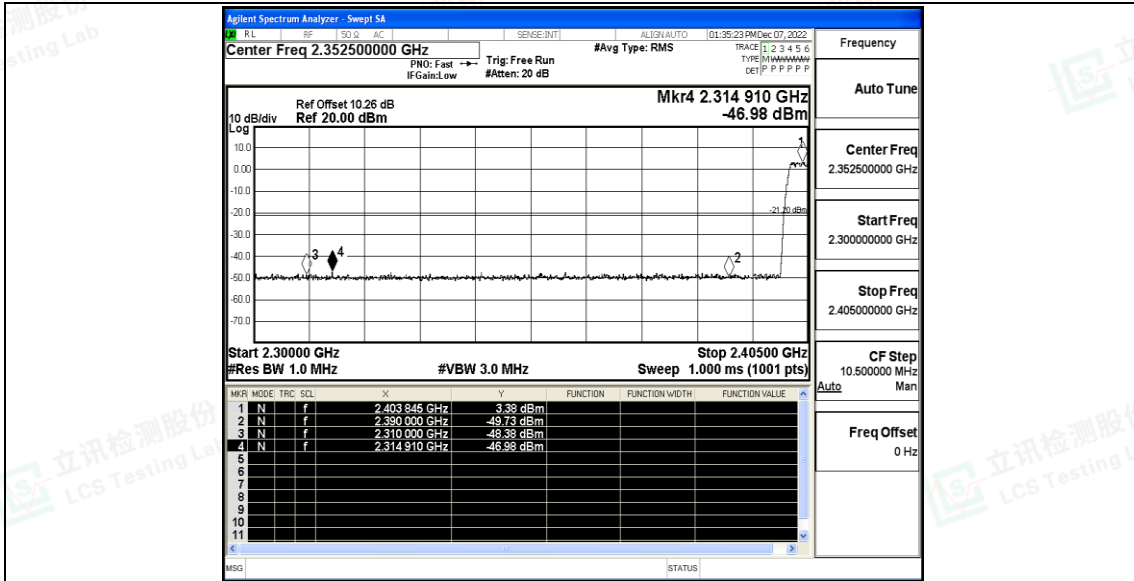 Agilent Spectrum Analyzer - Swept SA
RL RF 50 Ω AC SENSE:INT ALIGN AUTO 01:35:23 PM Dec 07, 2022
Center Freq 2.352500000 GHz
PNO: Fast
IFGain:Low
Trig: Free Run
#Atten: 20 dB
#Avg Type: RMS
TRACE 1 2 3 4 5 6
TYPE M WWWWW
DET P P P P P P
Mkr4 2.314 910 GHz
-46.98 dBm
Ref Offset 10.26 dB
10 dB/div Ref 20.00 dBm
Log
10.0
0.00
-10.0
-20.0
-30.0
-40.0
-50.0
-60.0
-70.0
1
-21.20 dBm
3
4
2
Start 2.30000 GHz Stop 2.40500 GHz
#Res BW 1.0 MHz #VBW 3.0 MHz Sweep 1.000 ms (1001 pts)
MKR MODE TRC SCL X Y FUNCTION FUNCTION WIDTH FUNCTION VALUE
1 N f 2.403 845 GHz 3.38 dBm
2 N f 2.390 000 GHz -49.73 dBm
3 N f 2.310 000 GHz -48.38 dBm
4 N f 2.314 910 GHz -46.98 dBm
5
6
7
8
9
10
11
MSG STATUS
Frequency
Auto Tune
Center Freq
2.352500000 GHz
Start Freq
2.300000000 GHz
Stop Freq
2.405000000 GHz
CF Step
10.500000 MHz
Auto Man
Freq Offset
0 Hz
立讯检测股份
LCS Testing Lab
立讯检测股份
LCS Testing L